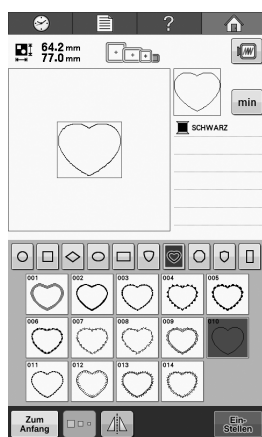 ?
64.2 mm
77.0 mm
min
SCHWARZ
001 002 003 004 005
006 007 008 009 010
011 012 013 014
Zum
Anfang
Ein-
Stellen